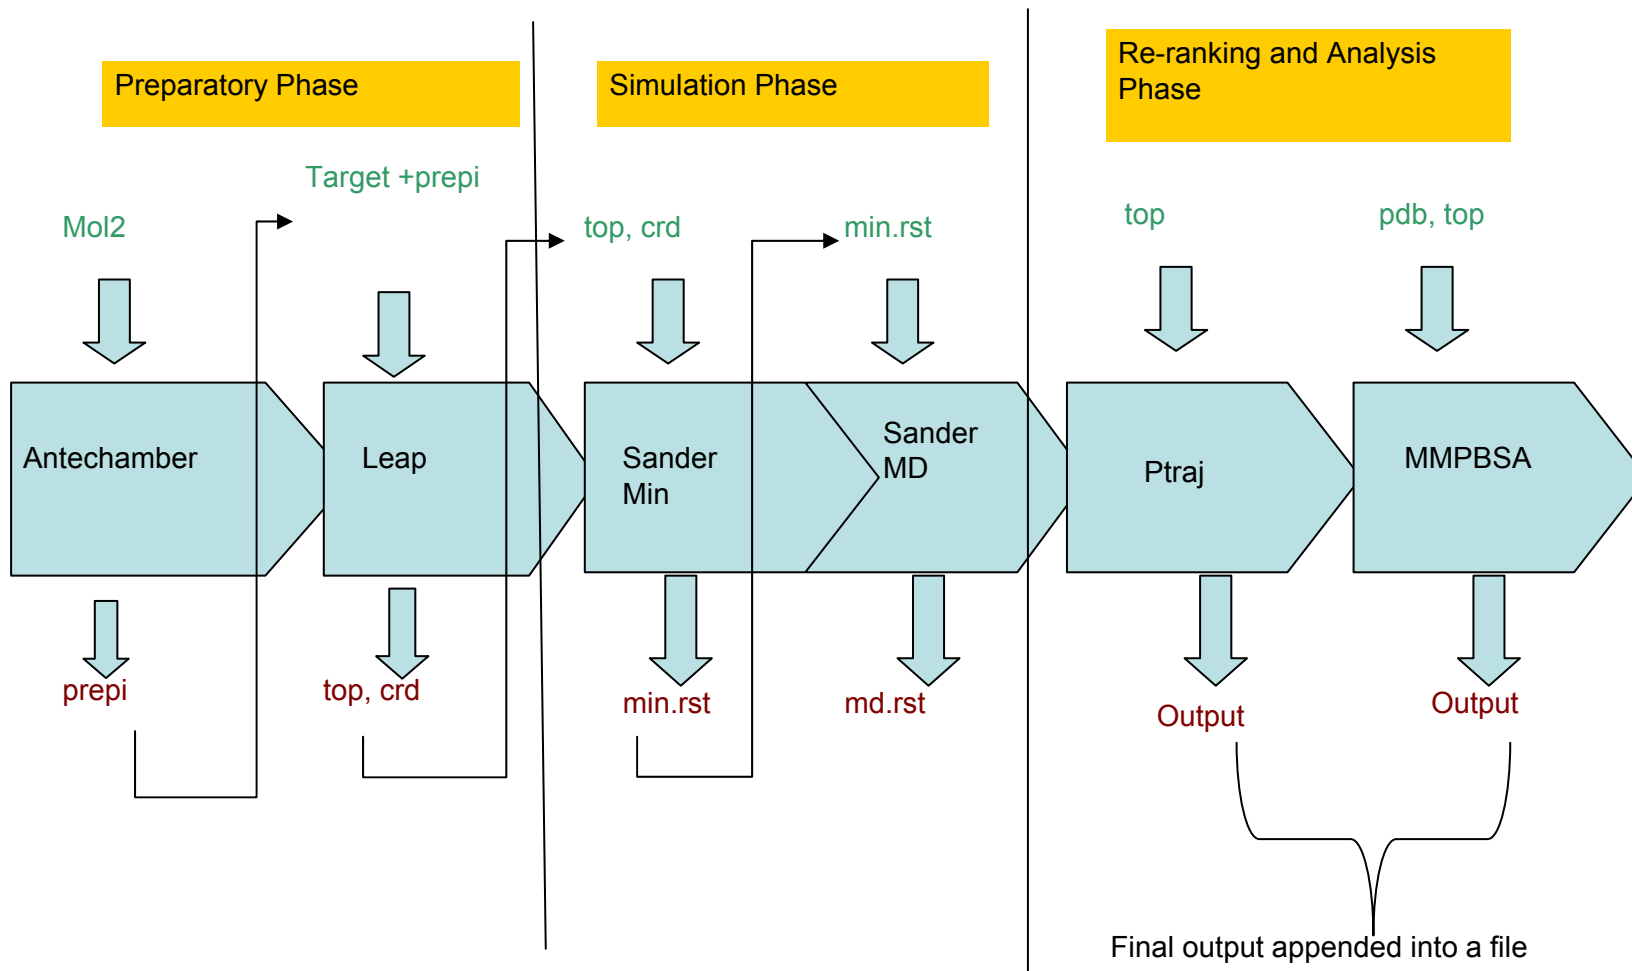 Preparatory Phase
Simulation Phase
Re-ranking and Analysis
Phase
Target +prepi
Mol2
top, crd
min.rst
top
pdb, top
Antechamber
Leap
Sander
Min
Sander
MD
Ptraj
MMPBSA
prepi
top, crd
min.rst
md.rst
Output
Output
Final output appended into a file